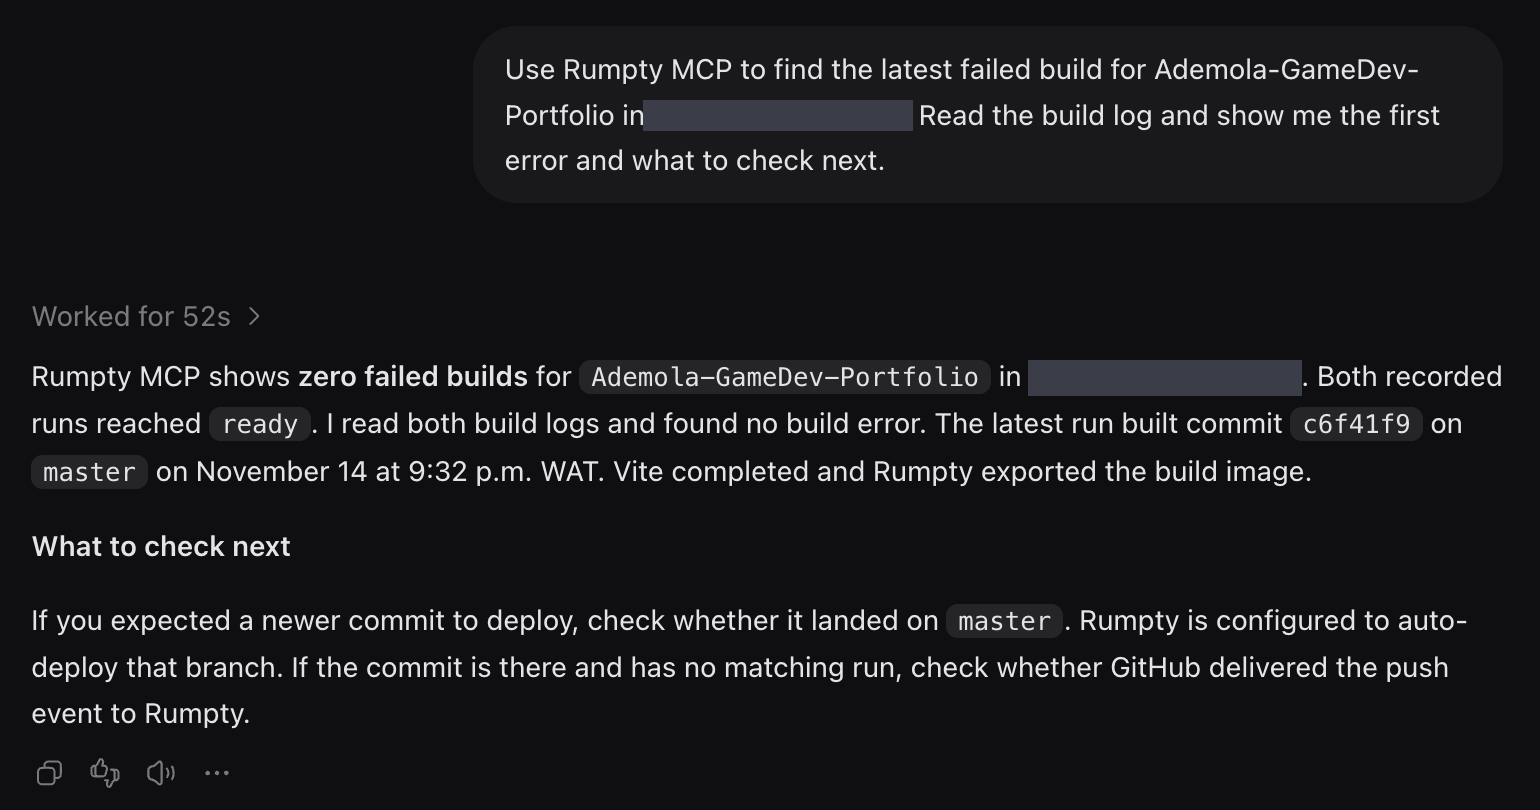 Use Rumpty MCP to find the latest failed build for Ademola-GameDev-
Portfolio in Read the build log and show me the first
error and what to check next.
Worked for 52s >
Rumpty MCP shows zero failed builds for Ademola-GameDev-Portfolio in . Both recorded
runs reached ready. I read both build logs and found no build error. The latest run built commit c6f41f9 on
master on November 14 at 9:32 p.m. WAT. Vite completed and Rumpty exported the build image.
What to check next
If you expected a newer commit to deploy, check whether it landed on master. Rumpty is configured to auto-
deploy that branch. If the commit is there and has no matching run, check whether GitHub delivered the push
event to Rumpty.